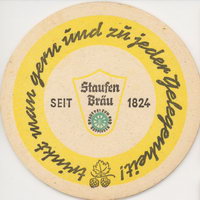 Staufen
Bräu
SEIT 1824
trinkt man gern und zu jeder Gelegenheit!